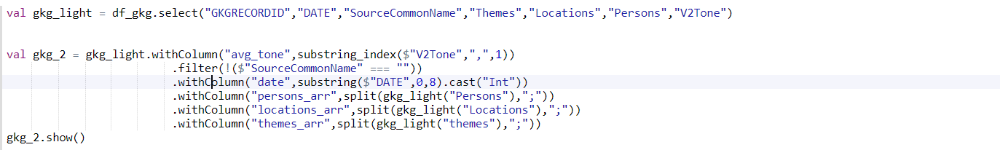 val gkg_light = df_gkg.select("GKGRECORDID","DATE","SourceCommonName","Themes","Locations","Persons","V2Tone")
val gkg_2 = gkg_light.withColumn("avg_tone",substring_index($"V2Tone",",",1))
.filter(!($"SourceCommonName" === ""))
.withColumn("date",substring($"DATE",0,8).cast("Int"))
.withColumn("persons_arr",split(gkg_light("Persons"),";"))
.withColumn("locations_arr",split(gkg_light("Locations"),";"))
.withColumn("themes_arr",split(gkg_light("themes"),";"))
gkg_2.show()